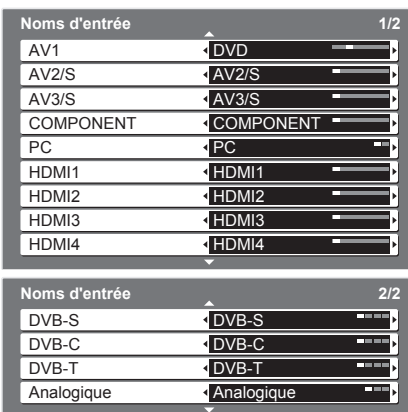 Noms d'entrée 1/2
AV1 DVD
AV2/S AV2/S
AV3/S AV3/S
COMPONENT COMPONENT
PC PC
HDMI1 HDMI1
HDMI2 HDMI2
HDMI3 HDMI3
HDMI4 HDMI4
Noms d'entrée 2/2
DVB-S DVB-S
DVB-C DVB-C
DVB-T DVB-T
Analogique Analogique